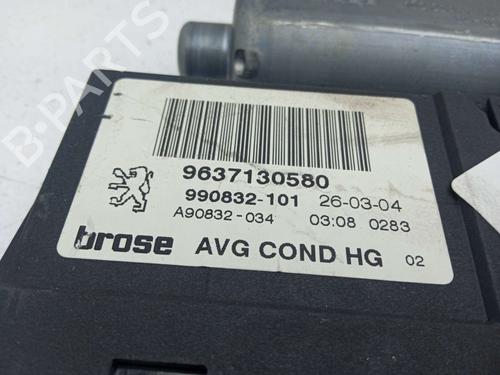 9637130580
990832-101 26-03-04
A90832-034 03:08 0283
brose AVG COND HG 02
B-PARTS